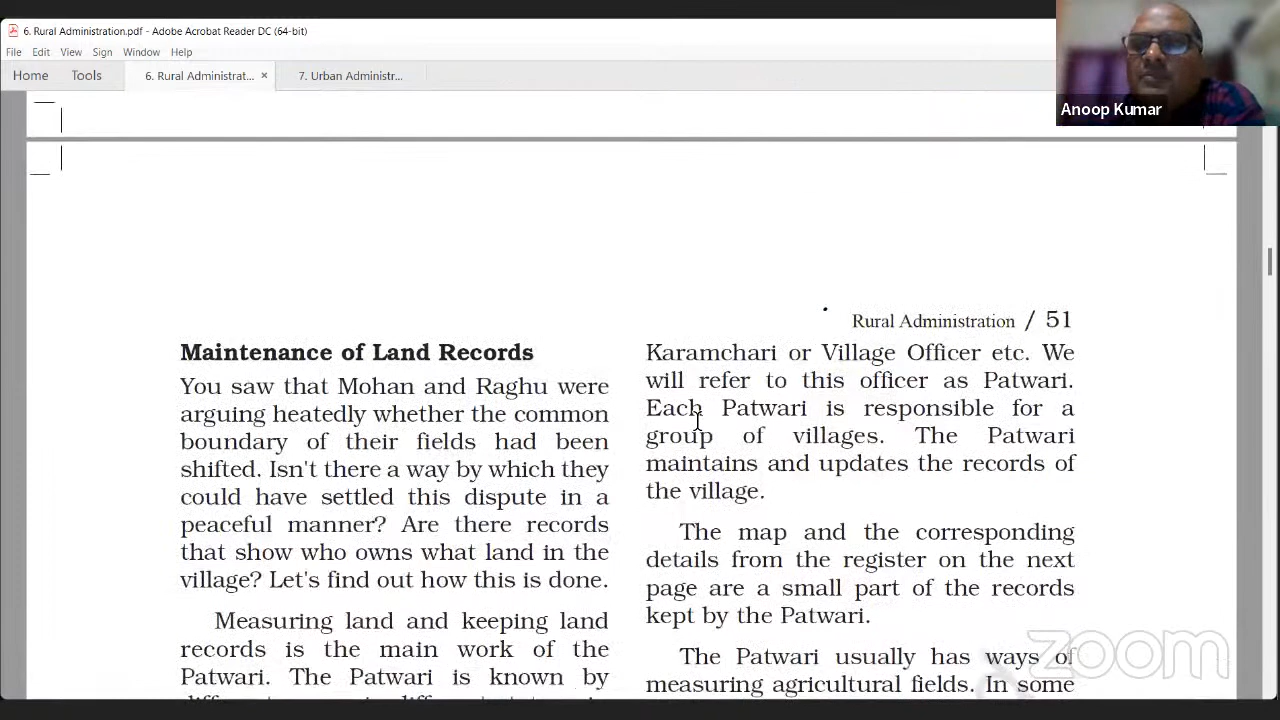 6. Rural Administration.pdf - Adobe Acrobat Reader DC (64-bit)
File Edit View Sign Window Help
Home Tools 6. Rural Administrat... × 7. Urban Administr...
Anoop Kumar
Rural Administration / 51
Maintenance of Land Records
You saw that Mohan and Raghu were
arguing heatedly whether the common
boundary of their fields had been
shifted. Isn't there a way by which they
could have settled this dispute in a
peaceful manner? Are there records
that show who owns what land in the
village? Let's find out how this is done.
Measuring land and keeping land
records is the main work of the
Patwari. The Patwari is known by
Karamchari or Village Officer etc. We
will refer to this officer as Patwari.
Each Patwari is responsible for a
group of villages. The Patwari
maintains and updates the records of
the village.
The map and the corresponding
details from the register on the next
page are a small part of the records
kept by the Patwari.
The Patwari usually has ways of
measuring agricultural fields. In some
zoom